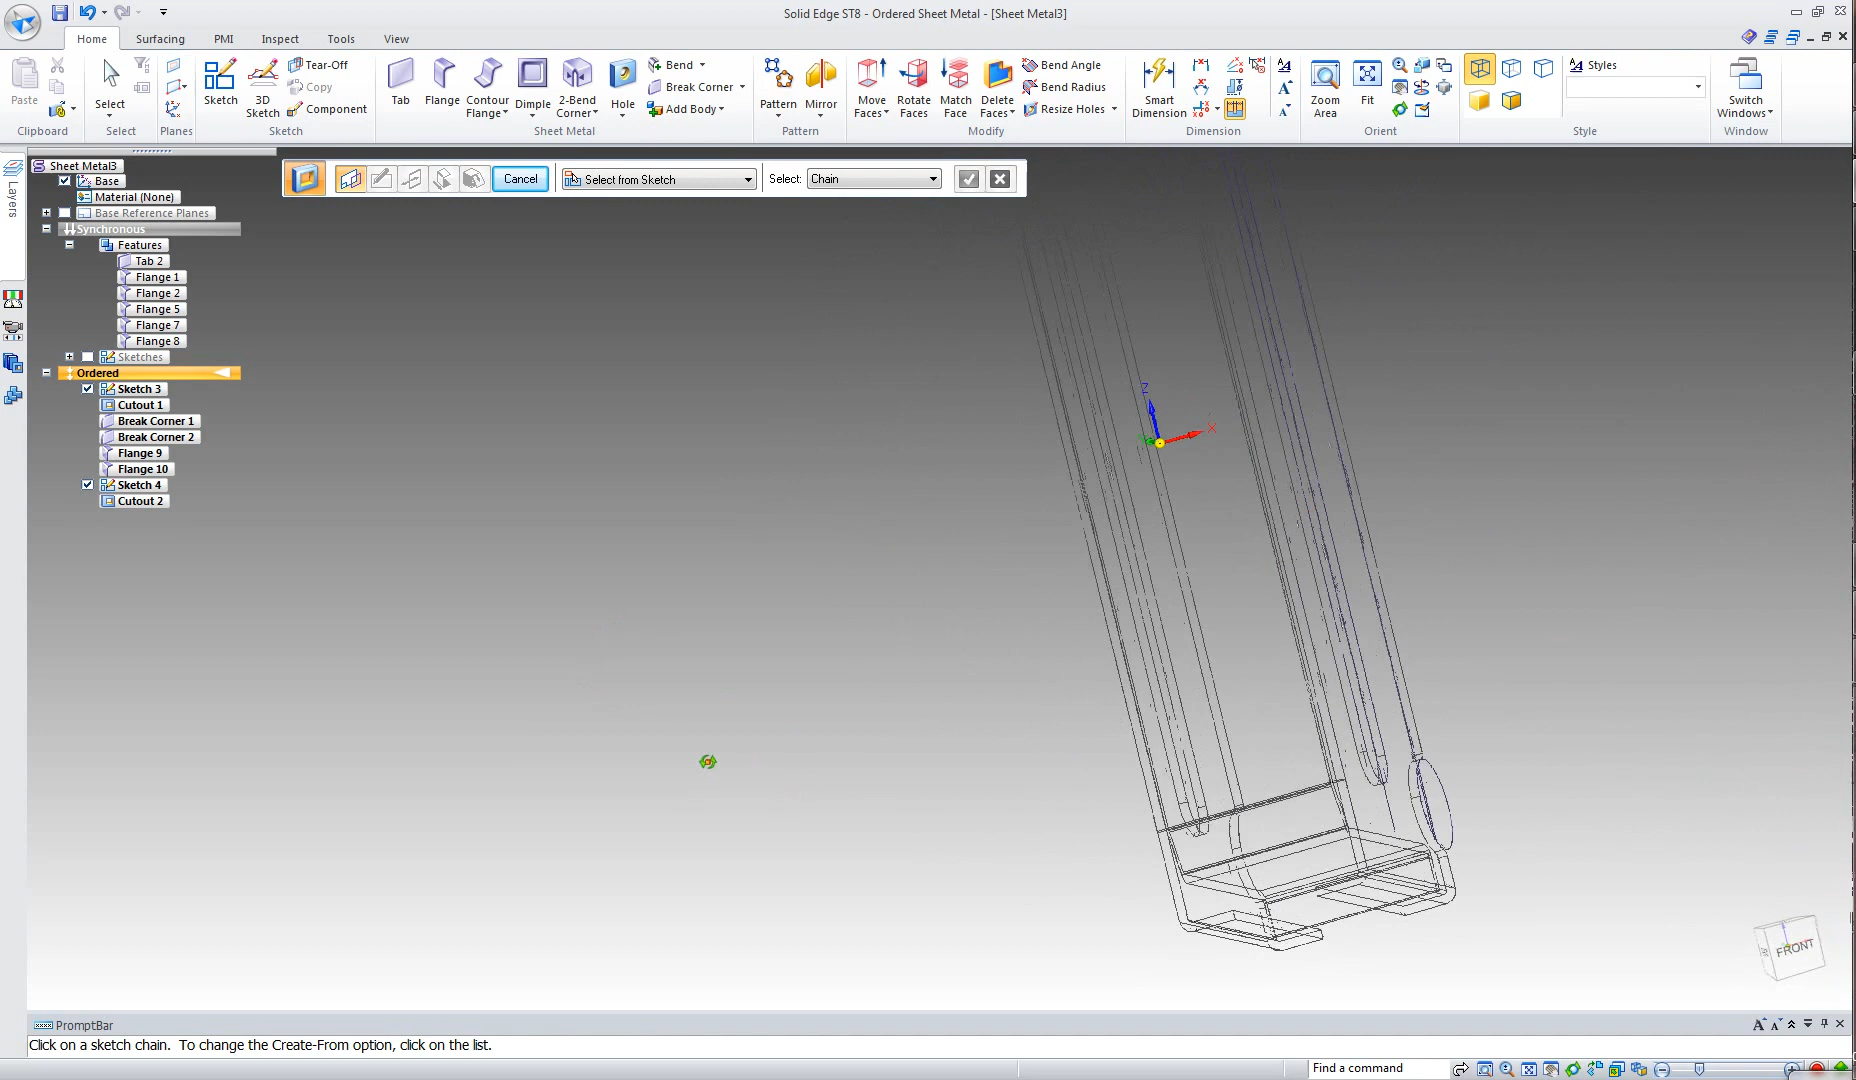 Solid Edge ST8 - Ordered Sheet Metal - [Sheet Metal3]
Home Surfacing PMI Inspect Tools View
Paste
Clipboard
Select
Select
Planes
Sketch
3D Sketch
Tear-Off
Copy
Component
Sketch
Tab
Flange
Contour Flange
Dimple
2-Bend Corner
Hole
Bend
Break Corner
Add Body
Sheet Metal
Pattern
Mirror
Pattern
Move Faces
Rotate Faces
Match Face
Delete Faces
Bend Angle
Bend Radius
Resize Holes
Modify
Smart Dimension
Dimension
Zoom Area
Fit
Orient
Styles
Style
Switch Windows
Window
Layers
Sheet Metal3
Base
Material (None)
Base Reference Planes
Synchronous
Features
Tab 2
Flange 1
Flange 2
Flange 5
Flange 7
Flange 8
Sketches
Ordered
Sketch 3
Cutout 1
Break Corner 1
Break Corner 2
Flange 9
Flange 10
Sketch 4
Cutout 2
Cancel
Select from Sketch
Select: Chain
Z
X
FRONT
PromptBar
Click on a sketch chain. To change the Create-From option, click on the list.
Find a command